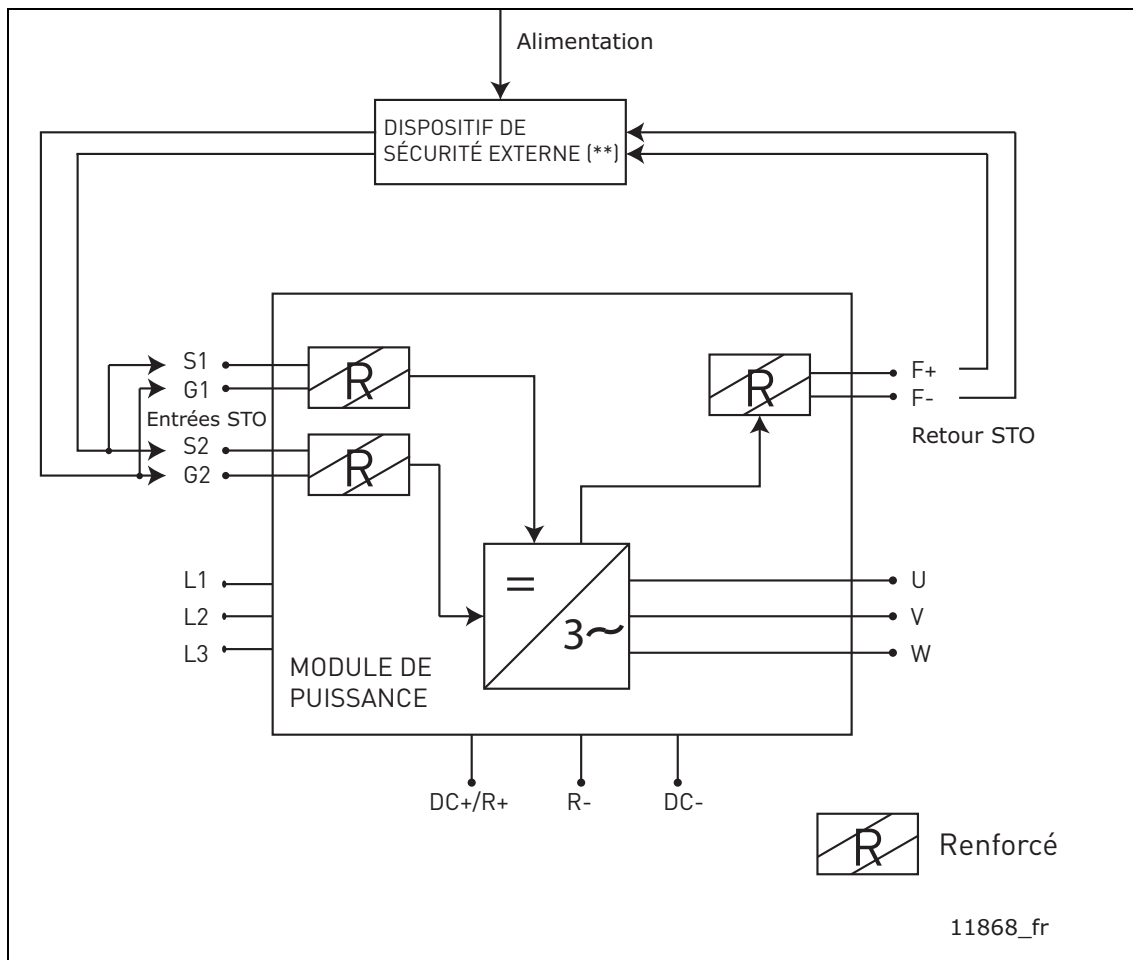 Alimentation
DISPOSITIF DE
SÉCURITÉ EXTERNE (**)
S1
G1
Entrées STO
S2
G2
R
R
R
F+
F-
Retour STO
L1
L2
L3
=
3~
U
V
W
MODULE DE
PUISSANCE
DC+/R+
R-
DC-
R
Renforcé
11868_fr